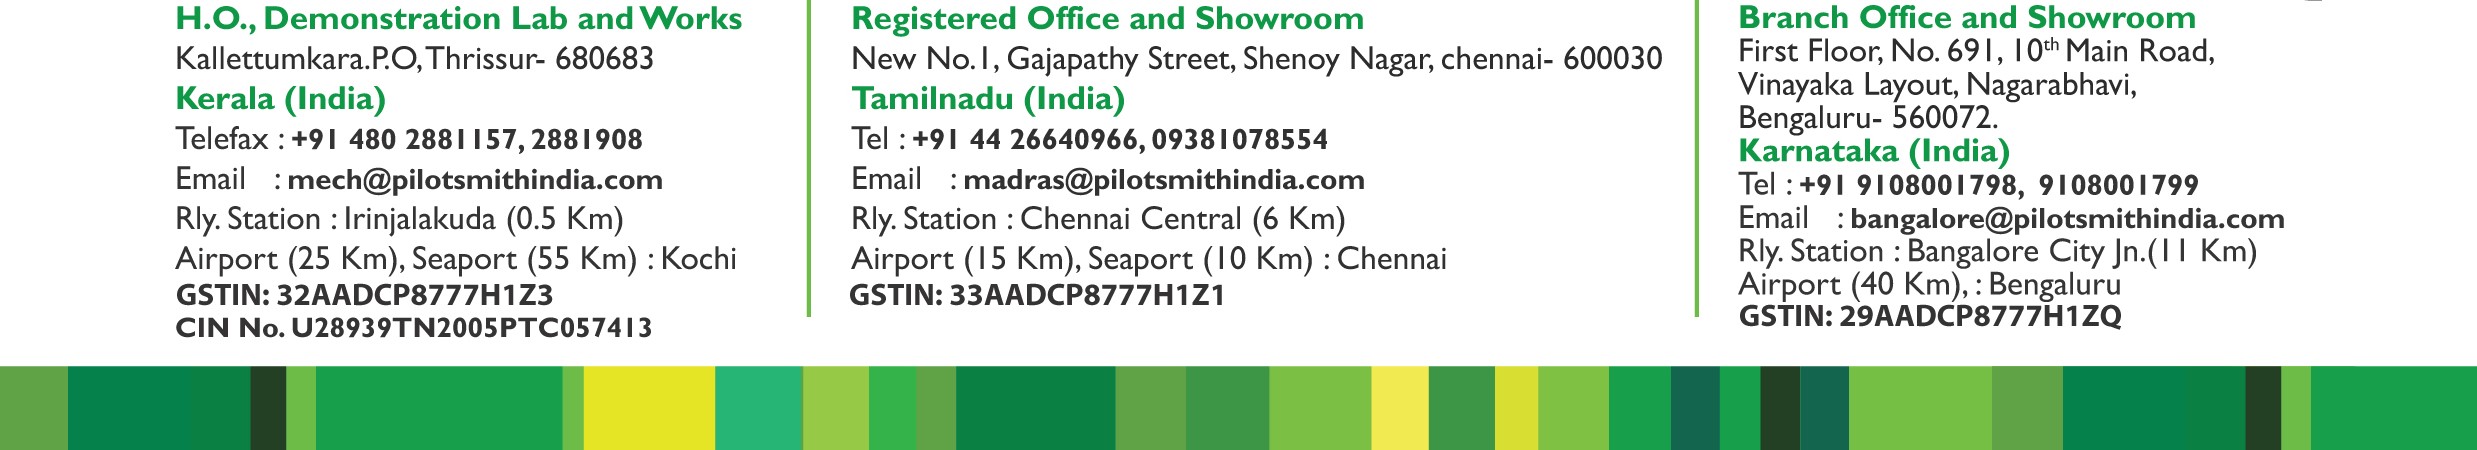 H.O., Demonstration Lab and Works
Kallettumkara.P.O, Thrissur- 680683
Kerala (India)
Telefax : +91 480 2881157, 2881908
Email : mech@pilotsmithindia.com
Rly. Station : Irinjalakuda (0.5 Km)
Airport (25 Km), Seaport (55 Km) : Kochi
GSTIN: 32AADCP8777H1Z3
CIN No. U28939TN2005PTC057413
Registered Office and Showroom
New No.1, Gajapathy Street, Shenoy Nagar, chennai- 600030
Tamilnadu (India)
Tel : +91 44 26640966, 09381078554
Email : madras@pilotsmithindia.com
Rly. Station : Chennai Central (6 Km)
Airport (15 Km), Seaport (10 Km) : Chennai
GSTIN: 33AADCP8777H1Z1
Branch Office and Showroom
First Floor, No. 691, 10th Main Road,
Vinayaka Layout, Nagarabhavi,
Bengaluru- 560072.
Karnataka (India)
Tel : +91 9108001798, 9108001799
Email : bangalore@pilotsmithindia.com
Rly. Station : Bangalore City Jn.(11 Km)
Airport (40 Km), : Bengaluru
GSTIN: 29AADCP8777H1ZQ